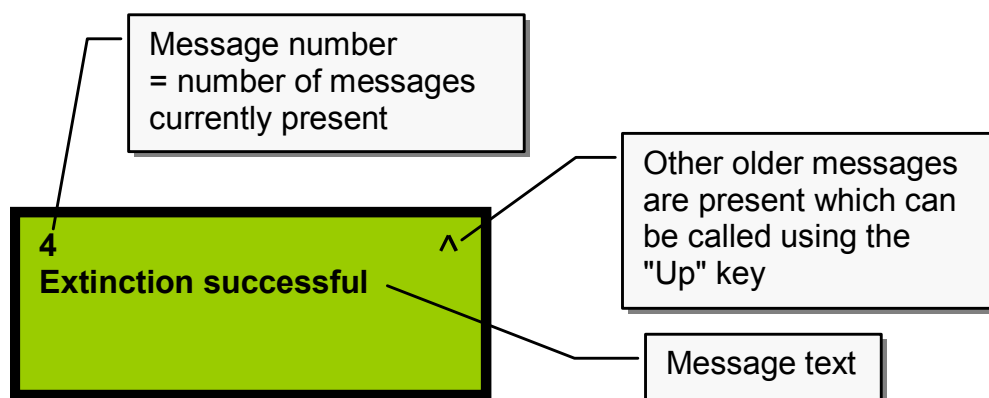 Message number
= number of messages
currently present
Other older messages
are present which can
be called using the
"Up" key
4 ^
Extinction successful
Message text